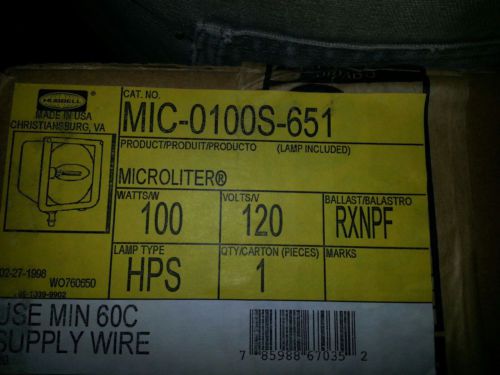 HUBBELL
MADE IN USA
CHRISTIANSBURG, VA
CAT. NO.
MIC-0100S-651
PRODUCT/PRODUIT/PRODUCTO (LAMP INCLUDED)
MICROLITER®
WATTS/W
100
VOLTS/V
120
BALLAST/BALASTRO
RXNPF
LAMP TYPE
HPS
QTY/CARTON (PIECES)
1
MARKS
02-27-1998
WO760650
USE MIN 60C
SUPPLY WIRE
7 85988 67035 2